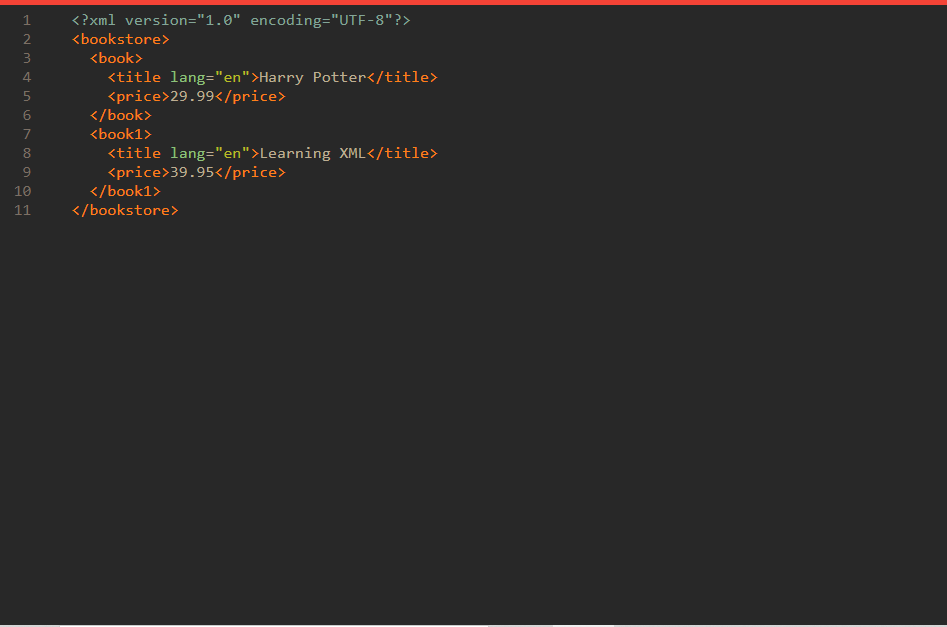 1 <?xml version="1.0" encoding="UTF-8"?>
2 <bookstore>
3 <book>
4 <title lang="en">Harry Potter</title>
5 <price>29.99</price>
6 </book>
7 <book1>
8 <title lang="en">Learning XML</title>
9 <price>39.95</price>
10 </book1>
11 </bookstore>